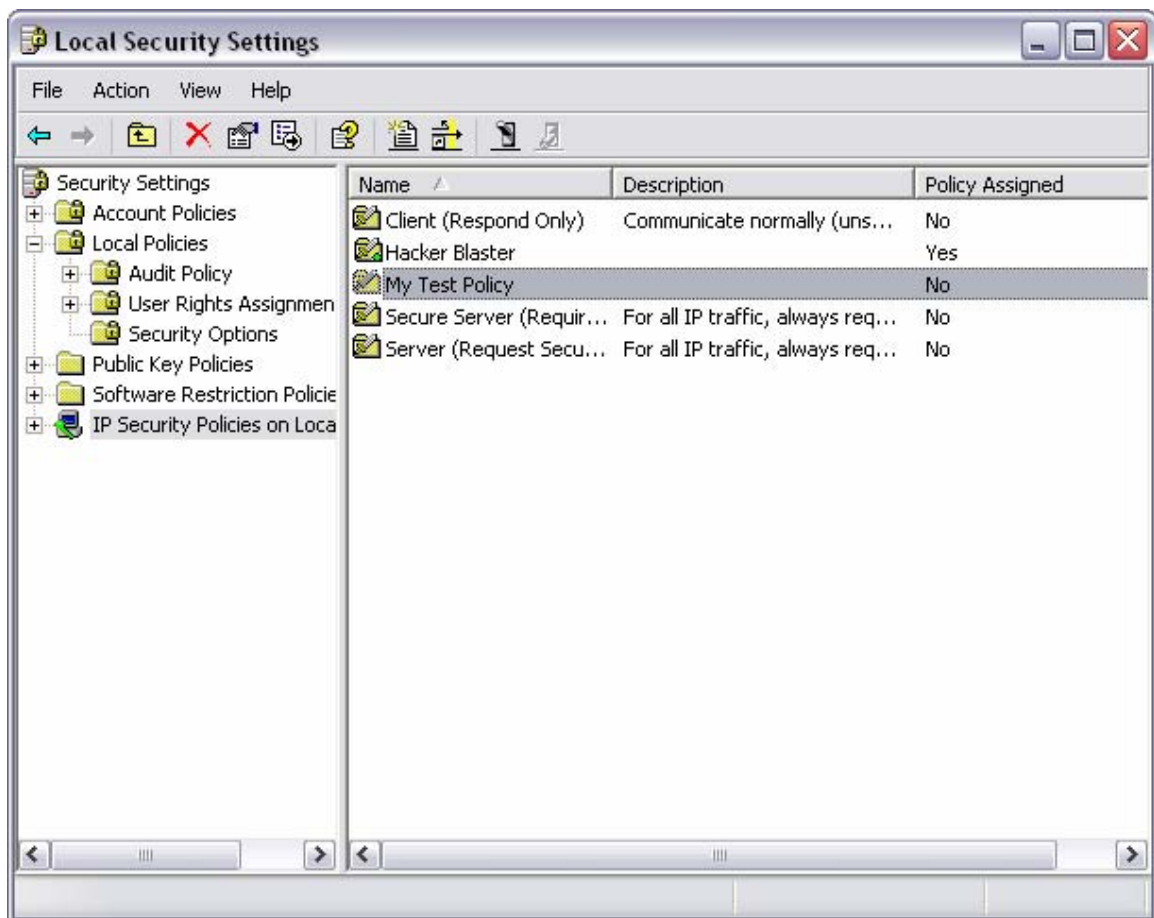 Local Security Settings
File Action View Help
Security Settings
Account Policies
Local Policies
Audit Policy
User Rights Assignmen
Security Options
Public Key Policies
Software Restriction Policie
IP Security Policies on Loca
Name Description Policy Assigned
Client (Respond Only) Communicate normally (uns... No
Hacker Blaster Yes
My Test Policy No
Secure Server (Requir... For all IP traffic, always req... No
Server (Request Secu... For all IP traffic, always req... No